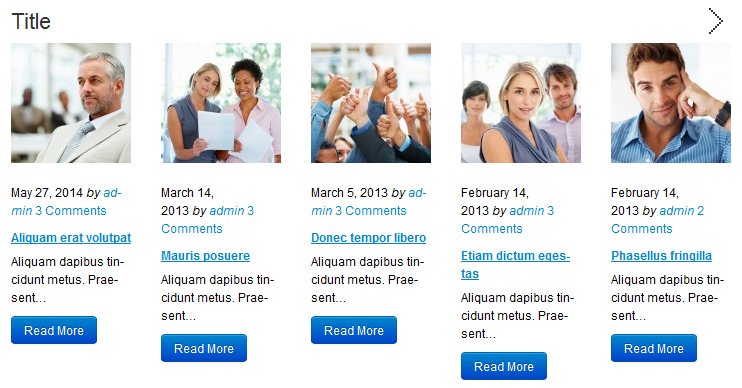 Title
May 27, 2014 by ad-
min 3 Comments
Aliquam erat volutpat
Aliquam dapibus tin-
cidunt metus. Prae-
sent...
Read More
March 14,
2013 by admin 3
Comments
Mauris posuere
Aliquam dapibus tin-
cidunt metus. Prae-
sent...
Read More
March 5, 2013 by ad-
min 3 Comments
Donec tempor libero
Aliquam dapibus tin-
cidunt metus. Prae-
sent...
Read More
February 14,
2013 by admin 3
Comments
Etiam dictum eges-
tas
Aliquam dapibus tin-
cidunt metus. Prae-
sent...
Read More
February 14,
2013 by admin 2
Comments
Phasellus fringilla
Aliquam dapibus tin-
cidunt metus. Prae-
sent...
Read More